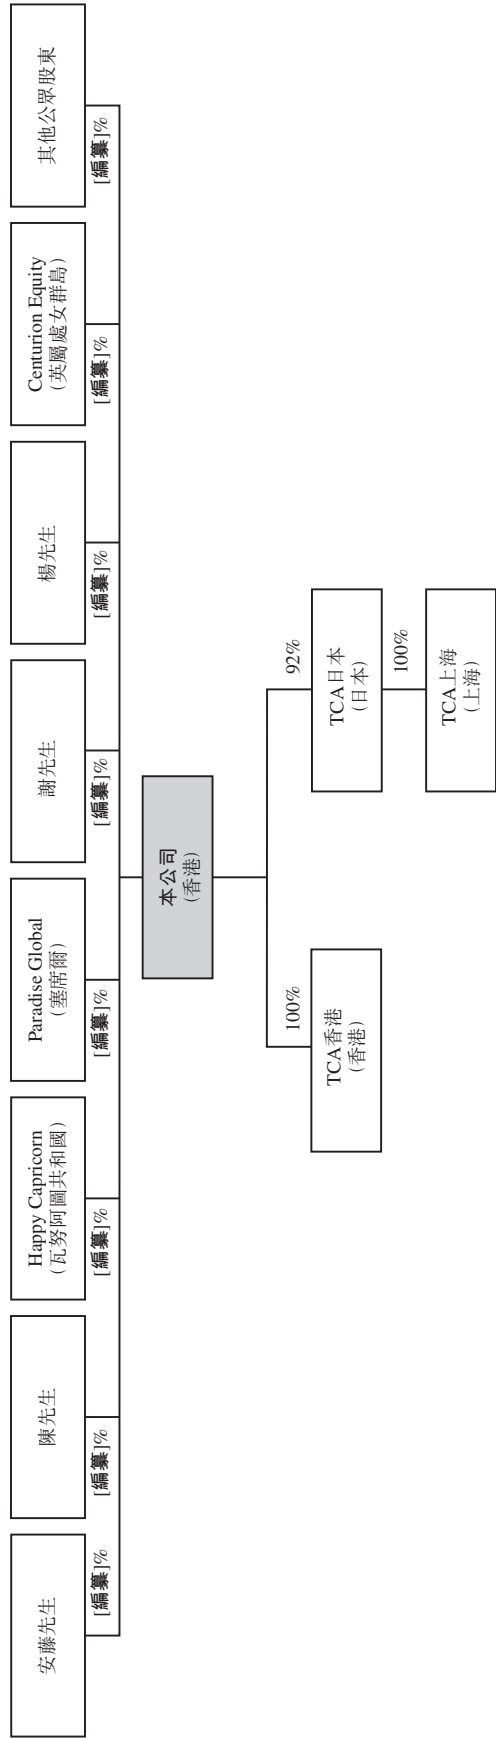 安藤先生
陳先生
Happy Capricorn
(瓦努阿圖共和國)
Paradise Global
(塞席爾)
謝先生
楊先生
Centurion Equity
(英屬處女群島)
其他公眾股東
[編纂]%
[編纂]%
[編纂]%
[編纂]%
[編纂]%
[編纂]%
[編纂]%
[編纂]%
本公司
(香港)
100%
92%
TCA香港
(香港)
TCA日本
(日本)
100%
TCA上海
(上海)